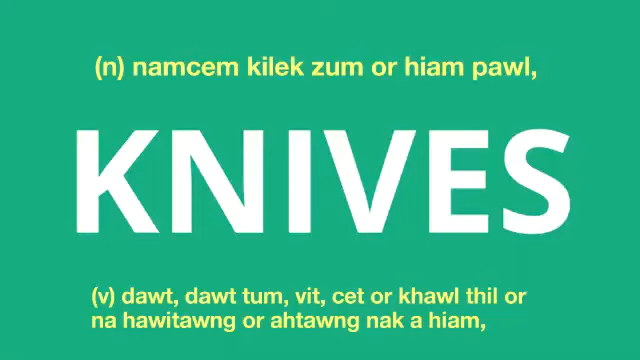 (n) namcem kilek zum or hiam pawl,
KNIVES
(v) dawt, dawt tum, vit, cet or khawl thil or
na hawitawng or ahtawng nak a hiam,